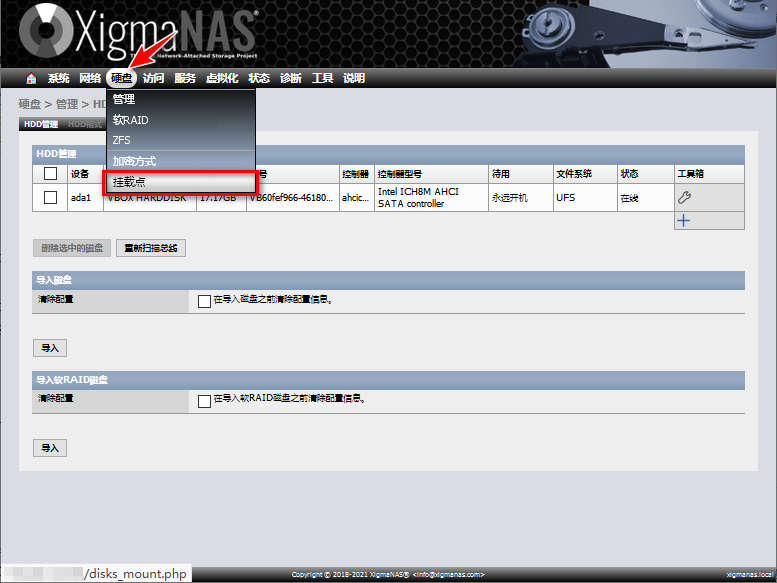 XigmaNAS®
The Network-Attached Storage Project
系统 网络 硬盘 访问 服务 虚拟化 状态 诊断 工具 说明
硬盘 > 管理 > HD
HDD管理 HDD格式
管理
软RAID
ZFS
加密方式
挂载点
HDD管理
设备 号 控制器 控制器型号 待用 文件系统 状态 工具箱
ada1 VBOX HARDDISK 17.17GB VB60fef966-46180... ahcic... Intel ICH8M AHCI SATA controller 永远开机 UFS 在线
删除选中的磁盘 重新扫描总线
导入磁盘
清除配置 在导入磁盘之前清除配置信息。
导入
导入软RAID磁盘
清除配置 在导入软RAID磁盘之前清除配置信息。
导入
/disks_mount.php
Copyright © 2018-2021 XigmaNAS® <info@xigmanas.com>
xigmanas.local